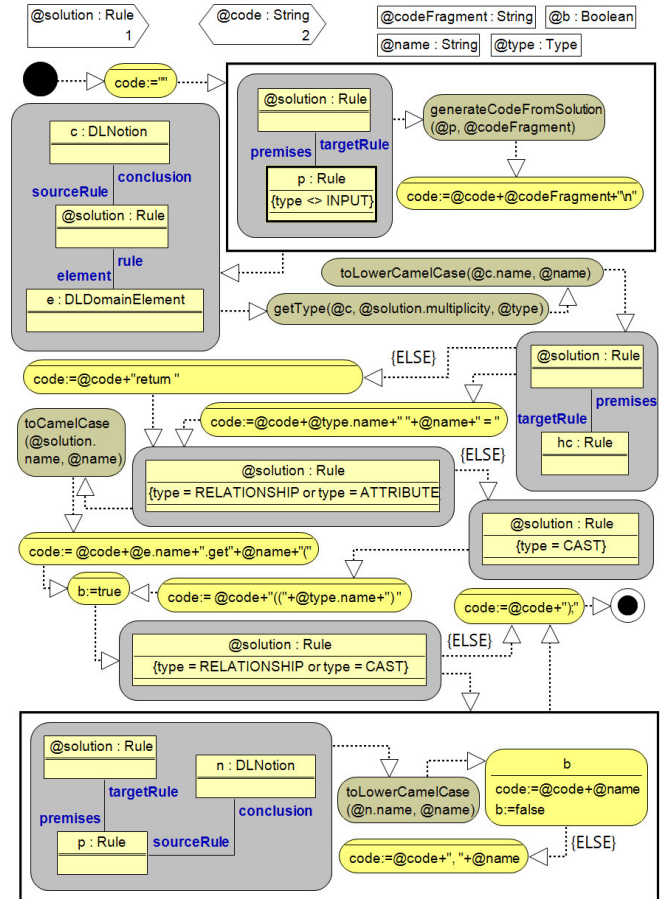 @solution : Rule
1
@code : String
2
@codeFragment : String
@b : Boolean
@name : String
@type : Type
code:=""
@solution : Rule
premises
targetRule
p : Rule
{type <> INPUT}
generateCodeFromSolution
(@p, @codeFragment)
code:=@code+@codeFragment+"\n"
c : DLNotion
conclusion
sourceRule
@solution : Rule
rule
element
e : DLDomainElement
toLowerCamelCase(@c.name, @name)
getType(@c, @solution.multiplicity, @type)
{ELSE}
@solution : Rule
premises
targetRule
hc : Rule
code:=@code+"return "
code:=@code+@type.name+" "+@name+" = "
toCamelCase
(@solution.
name, @name)
@solution : Rule
{type = RELATIONSHIP or type = ATTRIBUTE
{ELSE}
@solution : Rule
{type = CAST}
code:= @code+@e.name+".get"+@name+"("
b:=true
code:= @code+"(("+@type.name+") "
code:=@code+");"
@solution : Rule
{type = RELATIONSHIP or type = CAST}
{ELSE}
@solution : Rule
targetRule
premises
p : Rule
sourceRule
n : DLNotion
conclusion
toLowerCamelCase
(@n.name, @name)
b
code:=@code+@name
b:=false
{ELSE}
code:=@code+", "+@name